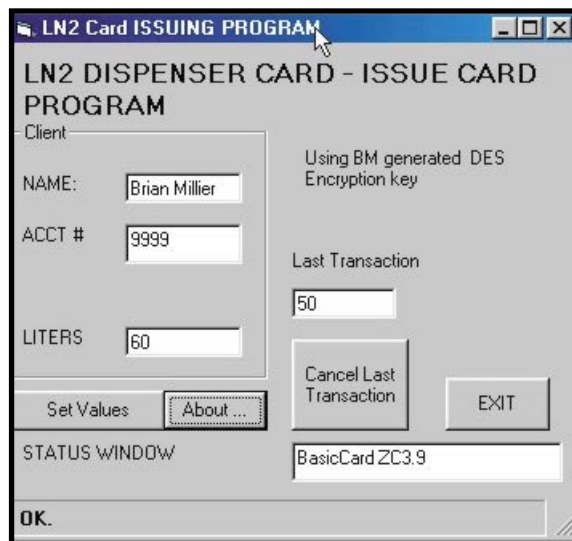 LN2 Card ISSUING PROGRAM
LN2 DISPENSER CARD - ISSUE CARD
PROGRAM
Client
NAME:
Brian Millier
ACCT #
9999
LITERS
60
Using BM generated DES
Encryption key
Last Transaction
50
Cancel Last
Transaction
EXIT
Set Values
About ...
STATUS WINDOW
BasicCard ZC3.9
OK.